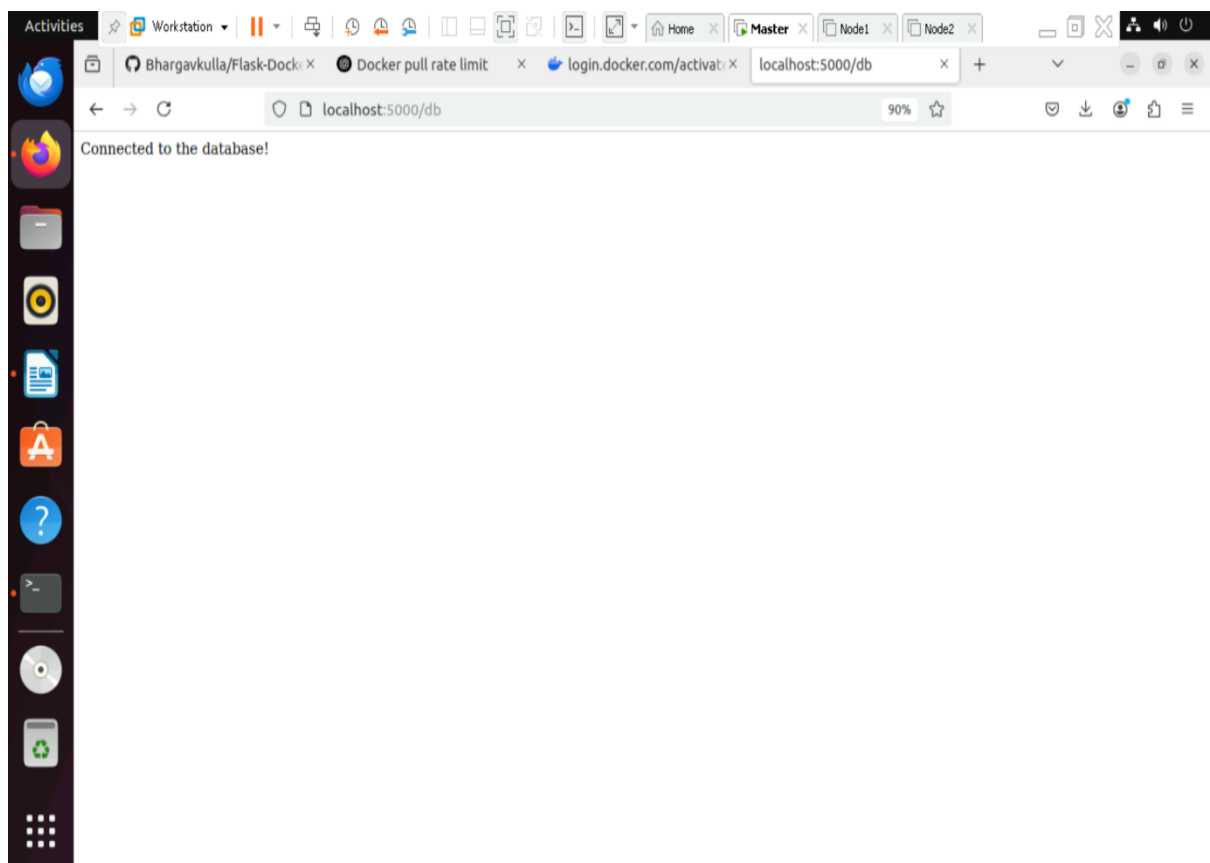 Activities Workstation Home Master Node1 Node2
Bhargavkulla/Flask-Docke Docker pull rate limit login.docker.com/activat localhost:5000/db
localhost:5000/db 90%
Connected to the database!